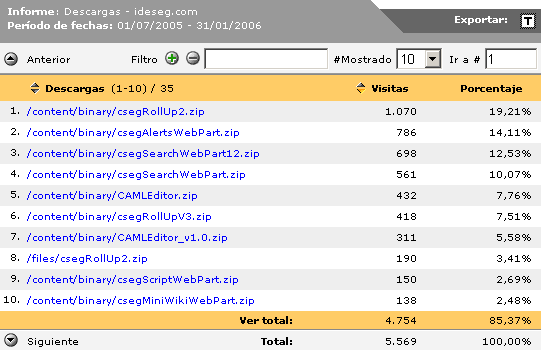 Informe: Descargas - ideseg.com
Período de fechas: 01/07/2005 - 31/01/2006
Exportar: T
Anterior Filtro #Mostrado 10 Ir a # 1
Descargas (1-10) / 35 Visitas Porcentaje
1. /content/binary/csegRollUp2.zip 1.070 19,21%
2. /content/binary/csegAlertsWebPart.zip 786 14,11%
3. /content/binary/csegSearchWebPart12.zip 698 12,53%
4. /content/binary/csegSearchWebPart.zip 561 10,07%
5. /content/binary/CAMLEditor.zip 432 7,76%
6. /content/binary/csegRollUpV3.zip 418 7,51%
7. /content/binary/CAMLEditor_v1.0.zip 311 5,58%
8. /files/csegRollUp2.zip 190 3,41%
9. /content/binary/csegScriptWebPart.zip 150 2,69%
10. /content/binary/csegMiniWikiWebPart.zip 138 2,48%
Ver total: 4.754 85,37%
Siguiente Total: 5.569 100,00%